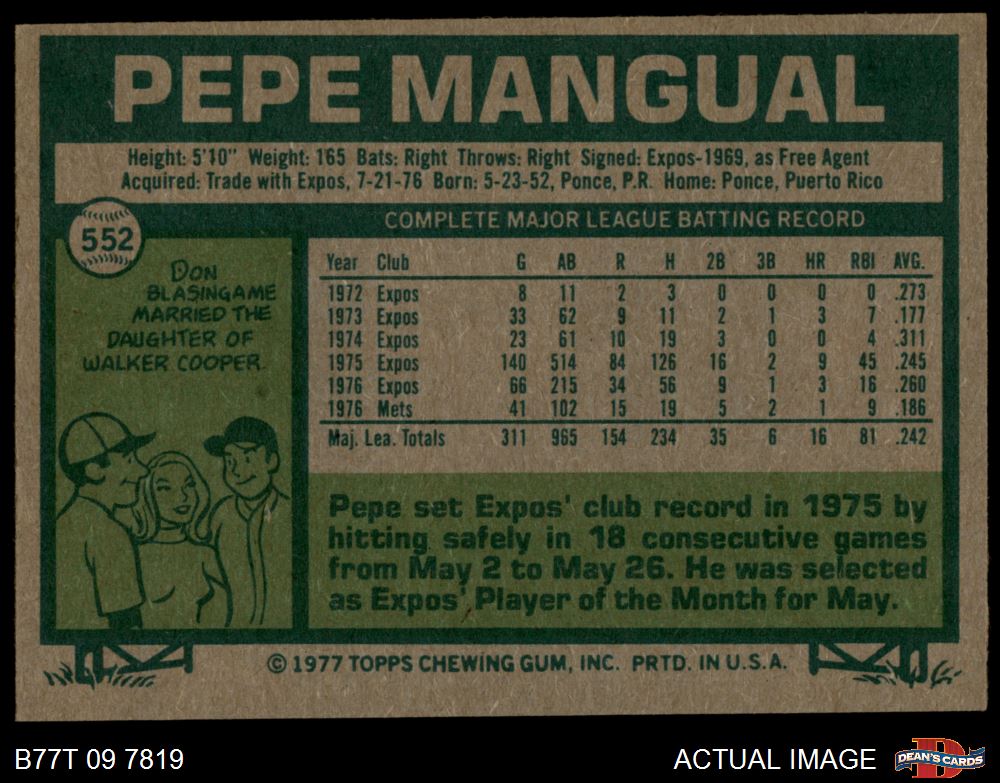 PEPE MANGUAL
Height: 5'10" Weight: 165 Bats: Right Throws: Right Signed: Expos-1969, as Free Agent
Acquired: Trade with Expos, 7-21-76 Born: 5-23-52, Ponce, P.R. Home: Ponce, Puerto Rico
552
DON
BLASINGAME
MARRIED THE
DAUGHTER OF
WALKER COOPER.
COMPLETE MAJOR LEAGUE BATTING RECORD
Year Club G AB R H 2B 3B HR RBI AVG.
1972 Expos 8 11 2 3 0 0 0 0 .273
1973 Expos 33 62 9 11 2 1 3 7 .177
1974 Expos 23 61 10 19 3 0 0 4 .311
1975 Expos 140 514 84 126 16 2 9 45 .245
1976 Expos 66 215 34 56 9 1 3 16 .260
1976 Mets 41 102 15 19 5 2 1 9 .186
Maj. Lea. Totals 311 965 154 234 35 6 16 81 .242
Pepe set Expos' club record in 1975 by
hitting safely in 18 consecutive games
from May 2 to May 26. He was selected
as Expos' Player of the Month for May.
© 1977 TOPPS CHEWING GUM, INC. PRTD. IN U.S.A.
B77T 09 7819
ACTUAL IMAGE
D
DEAN'S CARDS